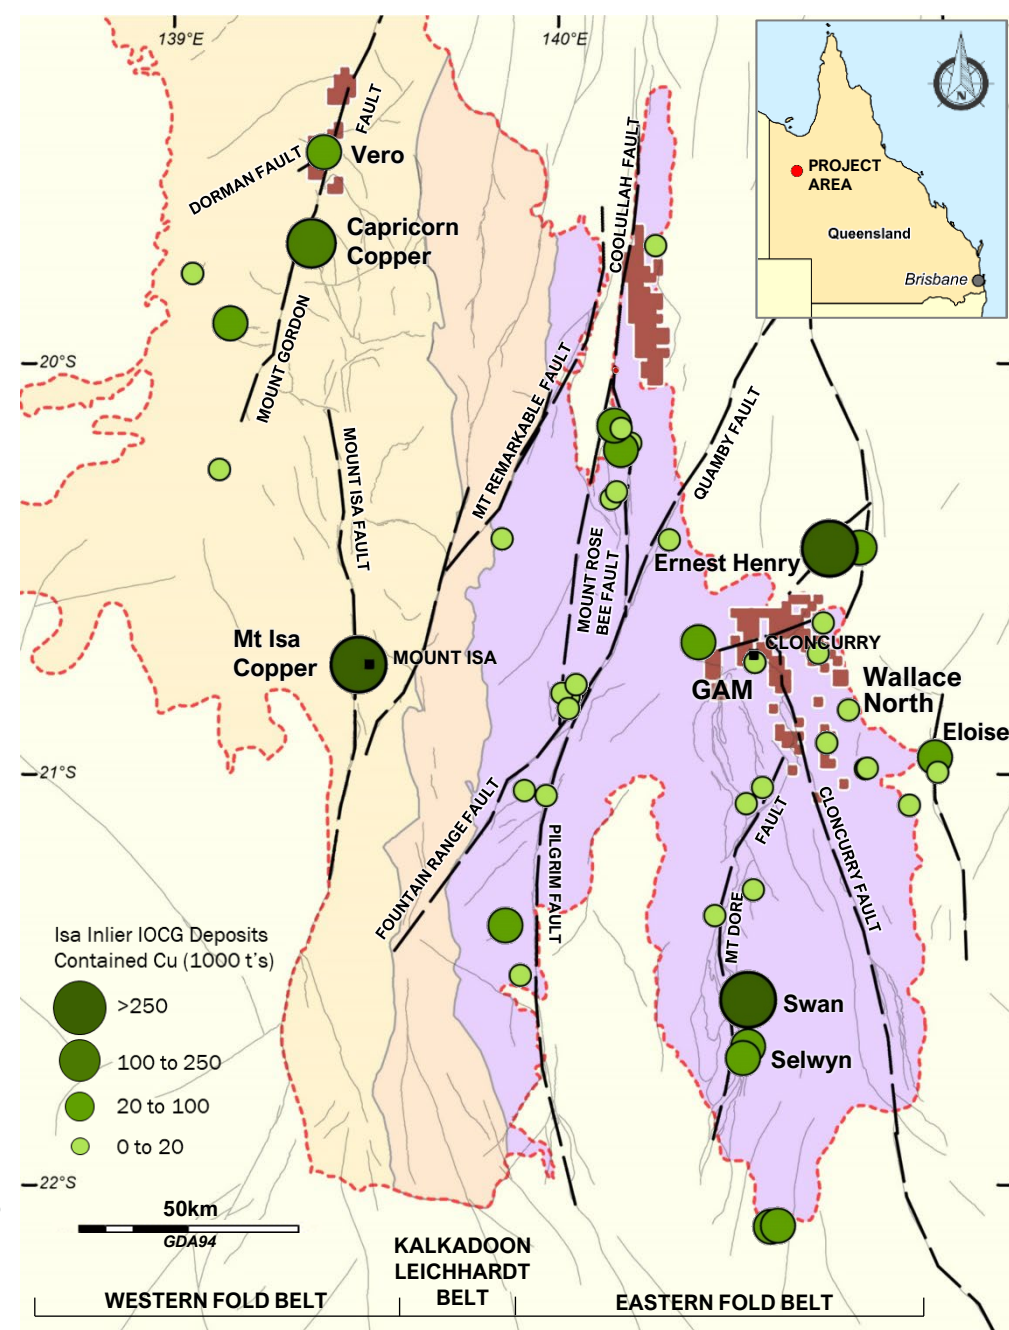 139°E
140°E
N
PROJECT
AREA
Queensland
Brisbane
FAULT
DORMAN FAULT
Vero
Capricorn
Copper
COOLULLAH FAULT
MOUNT GORDON
20°S
MT REMARKABLE FAULT
QUAMBY FAULT
MOUNT ISA FAULT
MOUNT ROSE
BEE FAULT
Ernest Henry
Mt Isa
Copper
MOUNT ISA
CLONCURRY
GAM
Wallace
North
Eloise
21°S
FOUNTAIN RANGE FAULT
PILGRIM FAULT
FAULT
MT DORE
CLONCURRY FAULT
Isa Inlier IOCG Deposits
Contained Cu (1000 t's)
>250
100 to 250
20 to 100
0 to 20
Swan
Selwyn
22°S
50km
GDA94
WESTERN FOLD BELT
KALKADOON
LEICHHARDT
BELT
EASTERN FOLD BELT